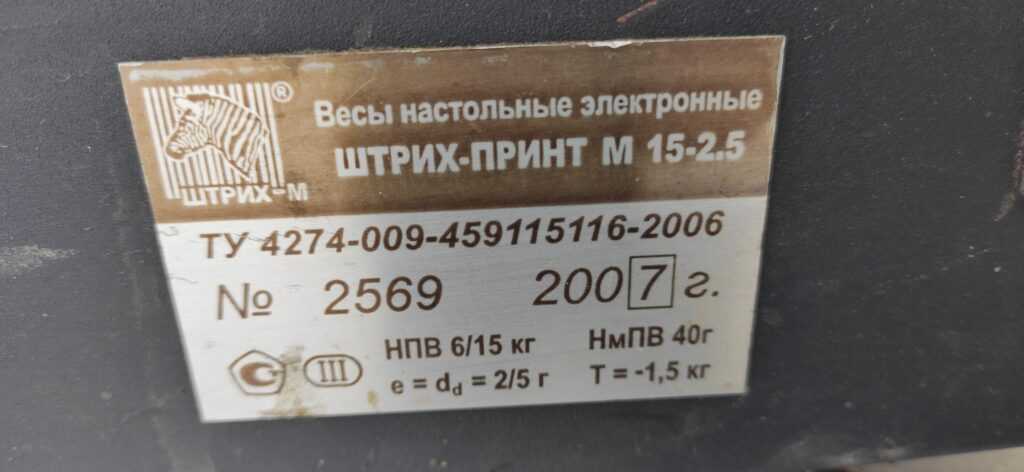 ШТРИХ-М ®
Весы настольные электронные
ШТРИХ-ПРИНТ М 15-2.5
ТУ 4274-009-459115116-2006
№ 2569 2007 г.
НПВ 6/15 кг НмПВ 40г
III
e = dd = 2/5 г T = -1,5 кг